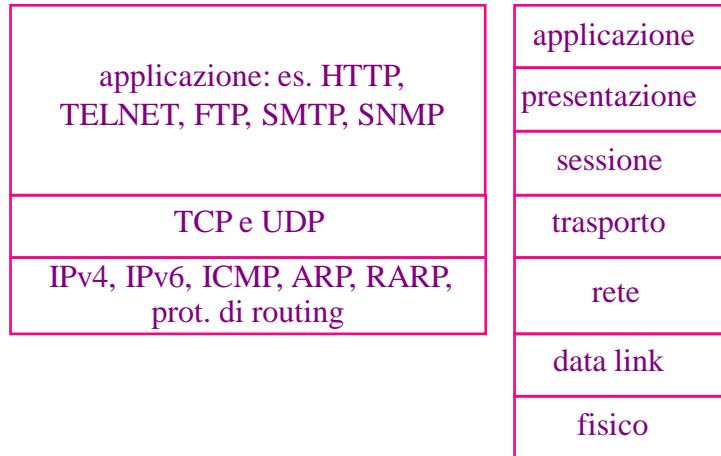 applicazione: es. HTTP,
TELNET, FTP, SMTP, SNMP
TCP e UDP
IPv4, IPv6, ICMP, ARP, RARP,
prot. di routing
applicazione
presentazione
sessione
trasporto
rete
data link
fisico